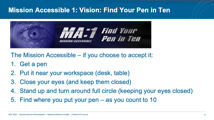 Mission Accessible 1: Vision: Find Your Pen in Ten
MA:1 Find Your
Pen in Ten
MISSION: ACCESSIBLE
The Mission Accessible – if you choose to accept it:
1. Get a pen
2. Put it near your workspace (desk, table)
3. Close your eyes (and keep them closed)
4. Stand up and turn around full circle (keeping your eyes closed)
5. Find where you put your pen – as you count to 10